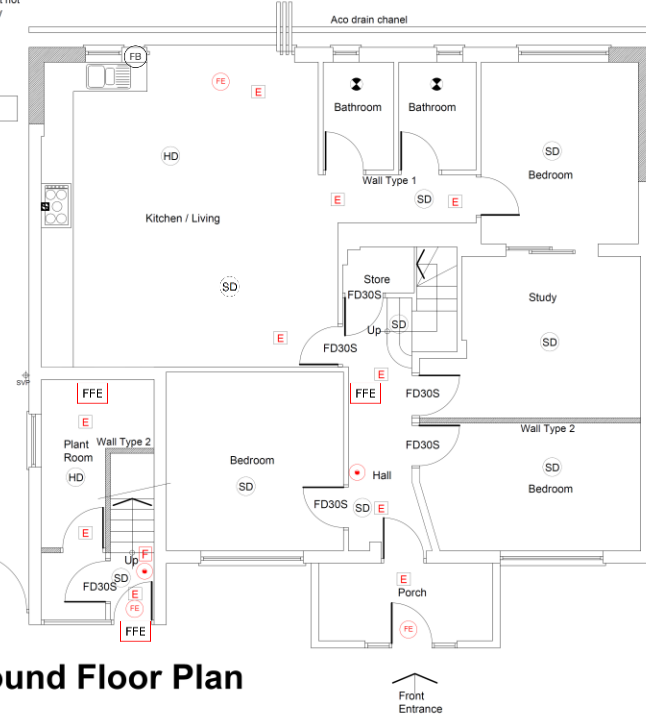 Aco drain chanel
FB
FE
E
Bathroom
Bathroom
HD
SD
Bedroom
Wall Type 1
E
SD
E
Kitchen / Living
Store
FD30S
Study
SD
Up
SD
SD
E
FD30S
E
FFE
FFE
FD30S
E
Plant
Room
Wall Type 2
HD
FD30S
Wall Type 2
Bedroom
SD
Hall
SD
Bedroom
FD30S
SD
E
E
Up
SD
FD30S
E
FE
FFE
E
Porch
FE
Front
Entrance
ound Floor Plan